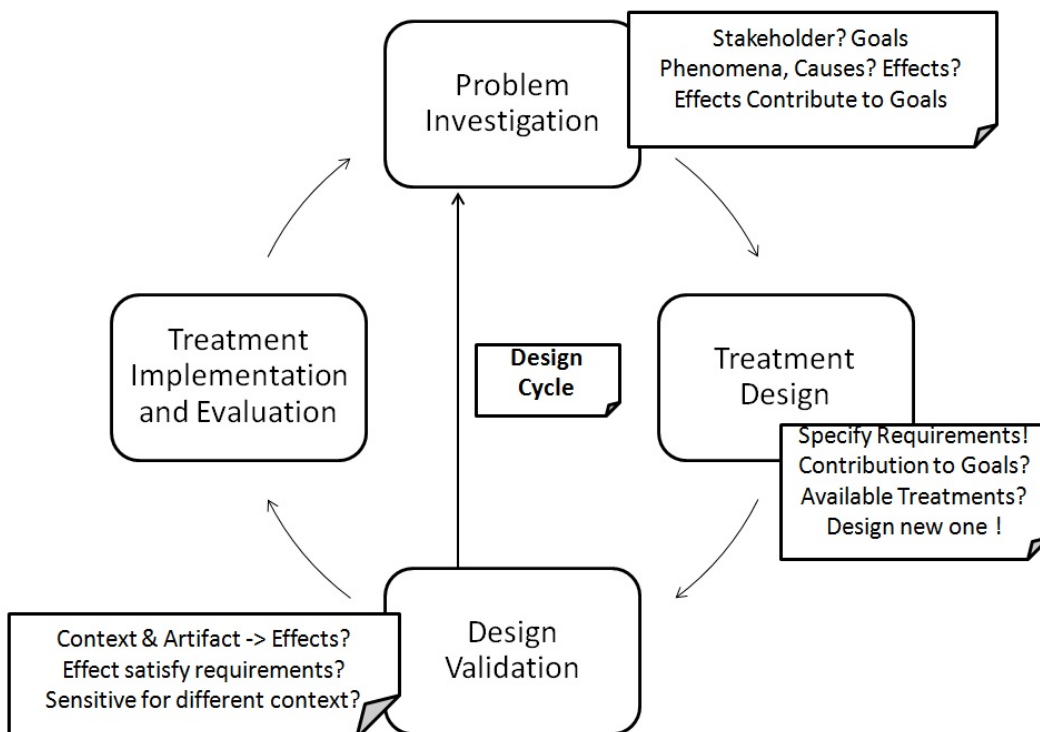 Problem
Investigation
Stakeholder? Goals
Phenomena, Causes? Effects?
Effects Contribute to Goals
Treatment
Implementation
and Evaluation
Design
Cycle
Treatment
Design
Specify Requirements!
Contribution to Goals?
Available Treatments?
Design new one !
Design
Validation
Context & Artifact -> Effects?
Effect satisfy requirements?
Sensitive for different context?